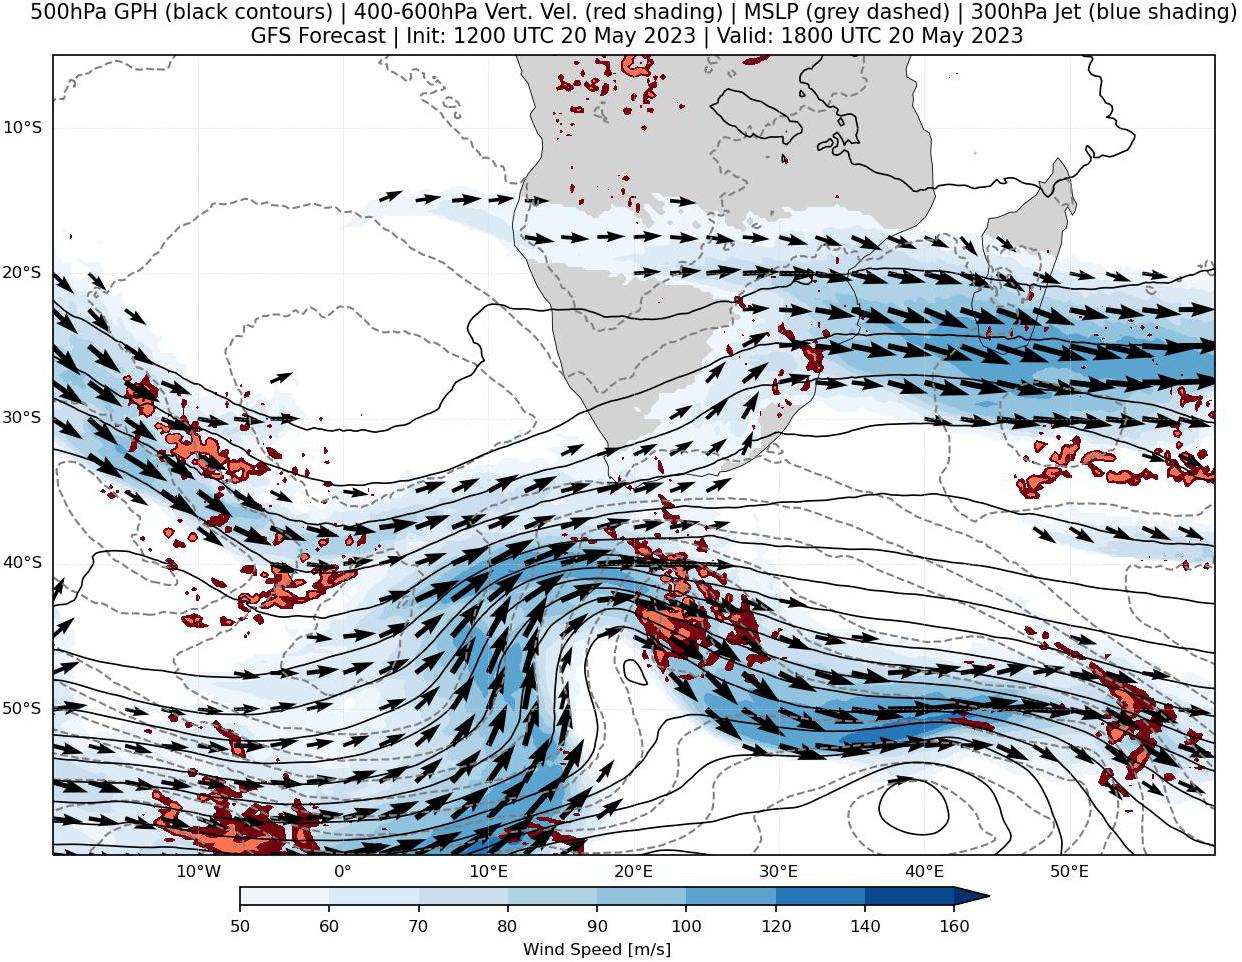 500hPa GPH (black contours) | 400-600hPa Vert. Vel. (red shading) | MSLP (grey dashed) | 300hPa Jet (blue shading)
GFS Forecast | Init: 1200 UTC 20 May 2023 | Valid: 1800 UTC 20 May 2023
10°S
20°S
30°S
40°S
50°S
10°W 0° 10°E 20°E 30°E 40°E 50°E
50 60 70 80 90 100 120 140 160
Wind Speed [m/s]